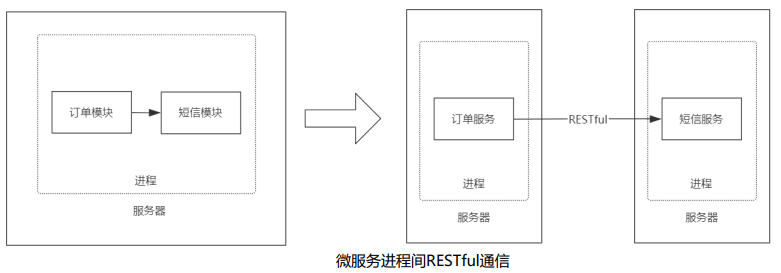 订单模块
短信模块
进程
服务器
订单服务
进程
服务器
RESTful
短信服务
进程
服务器
微服务进程间RESTful通信